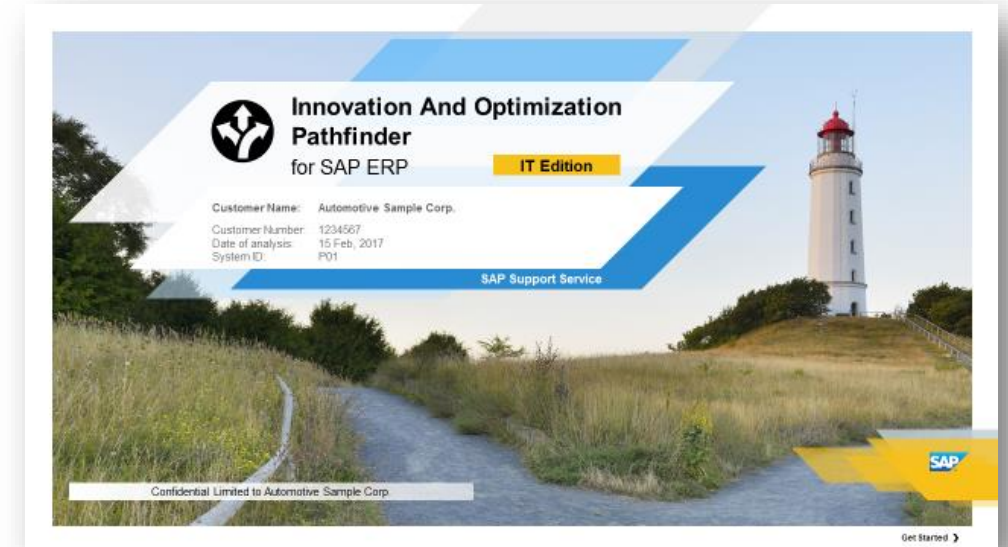 Innovation And Optimization
Pathfinder
for SAP ERP
IT Edition
Customer Name: Automotive Sample Corp.
Customer Number: 1234567
Date of analysis: 15 Feb, 2017
System ID: P01
SAP Support Service
SAP
Confidential Limited to Automotive Sample Corp.
Get Started ❯